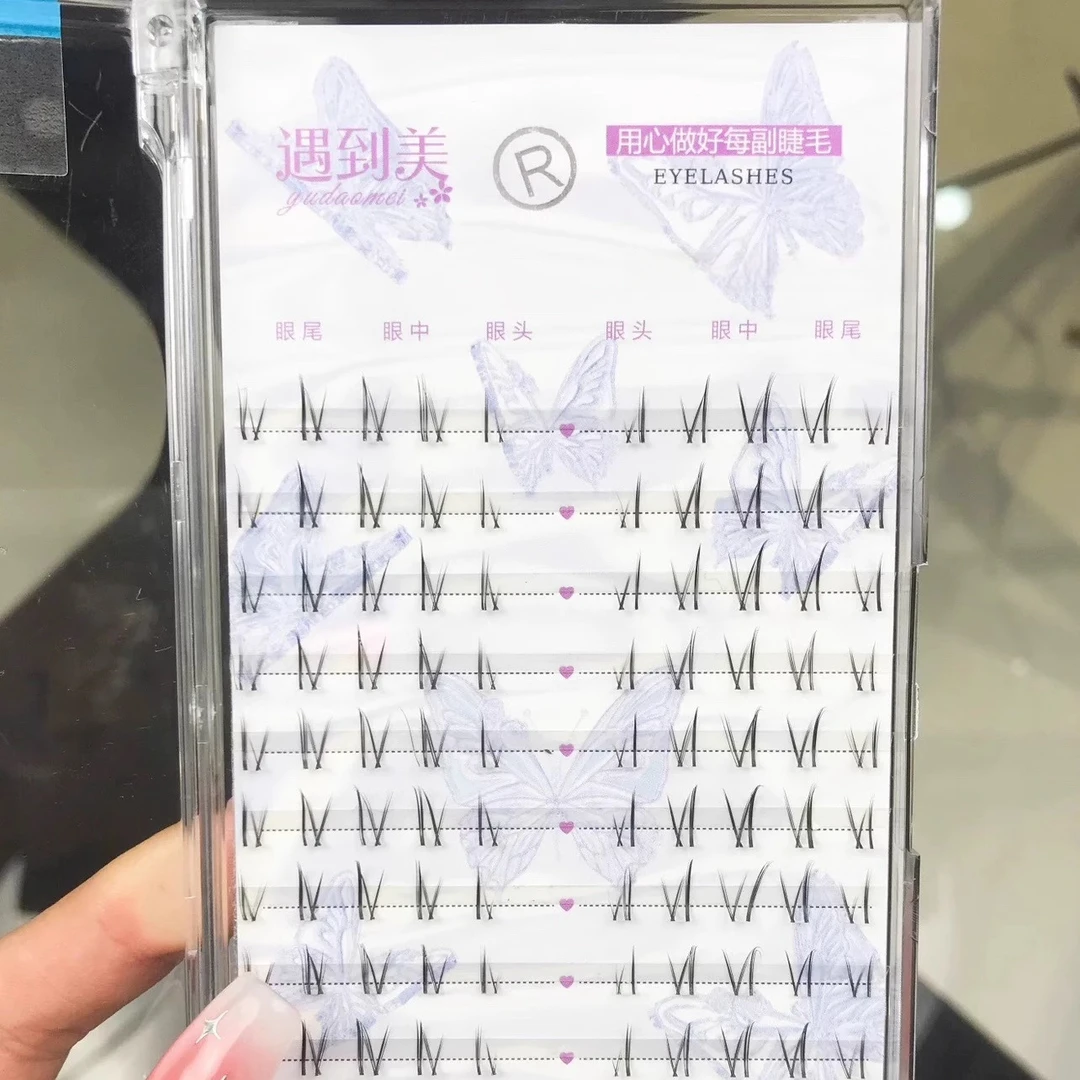 遇到美
yudaomei
®
用心做好每副睫毛
EYELASHES
眼尾 眼中 眼头 眼头 眼中 眼尾